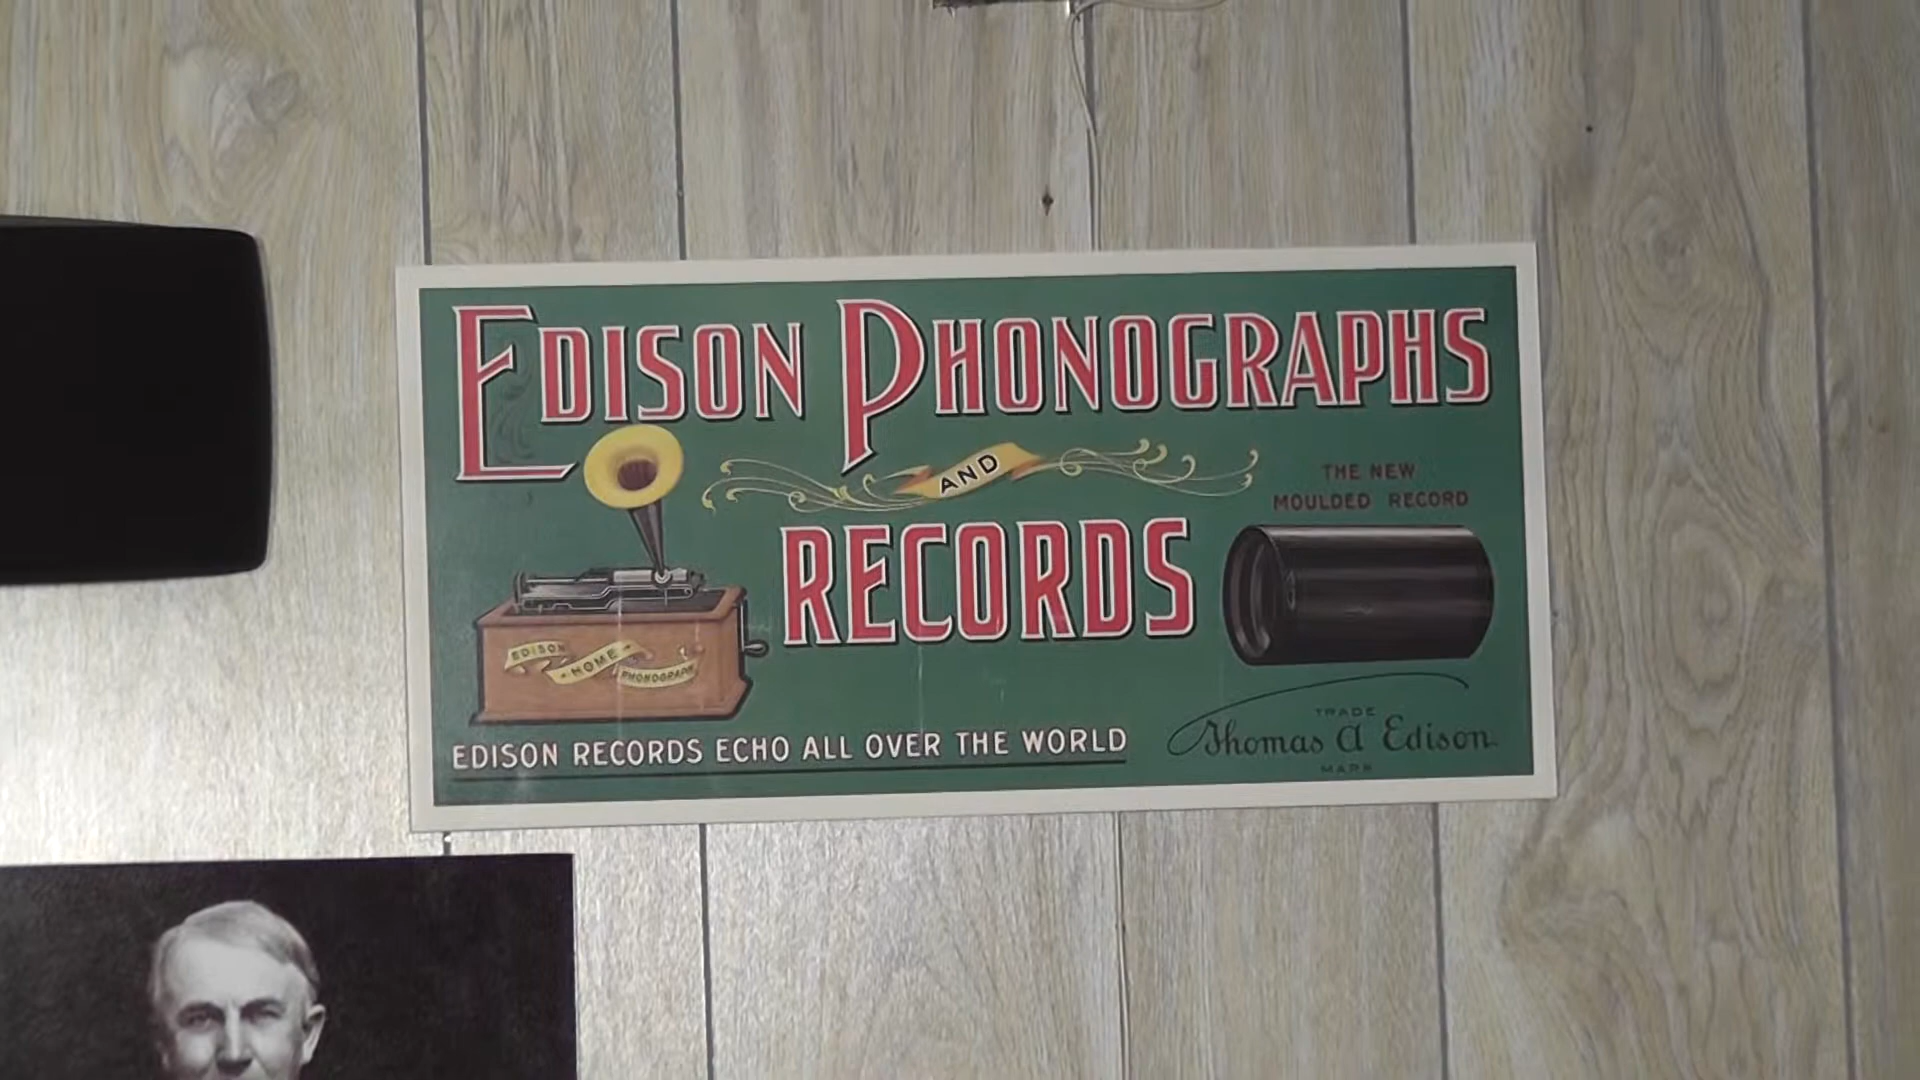 EDISON PHONOGRAPHS
AND
RECORDS
THE NEW
MOULDED RECORD
EDISON
HOME
PHONOGRAPH
EDISON RECORDS ECHO ALL OVER THE WORLD
TRADE
Thomas A Edison
MARK